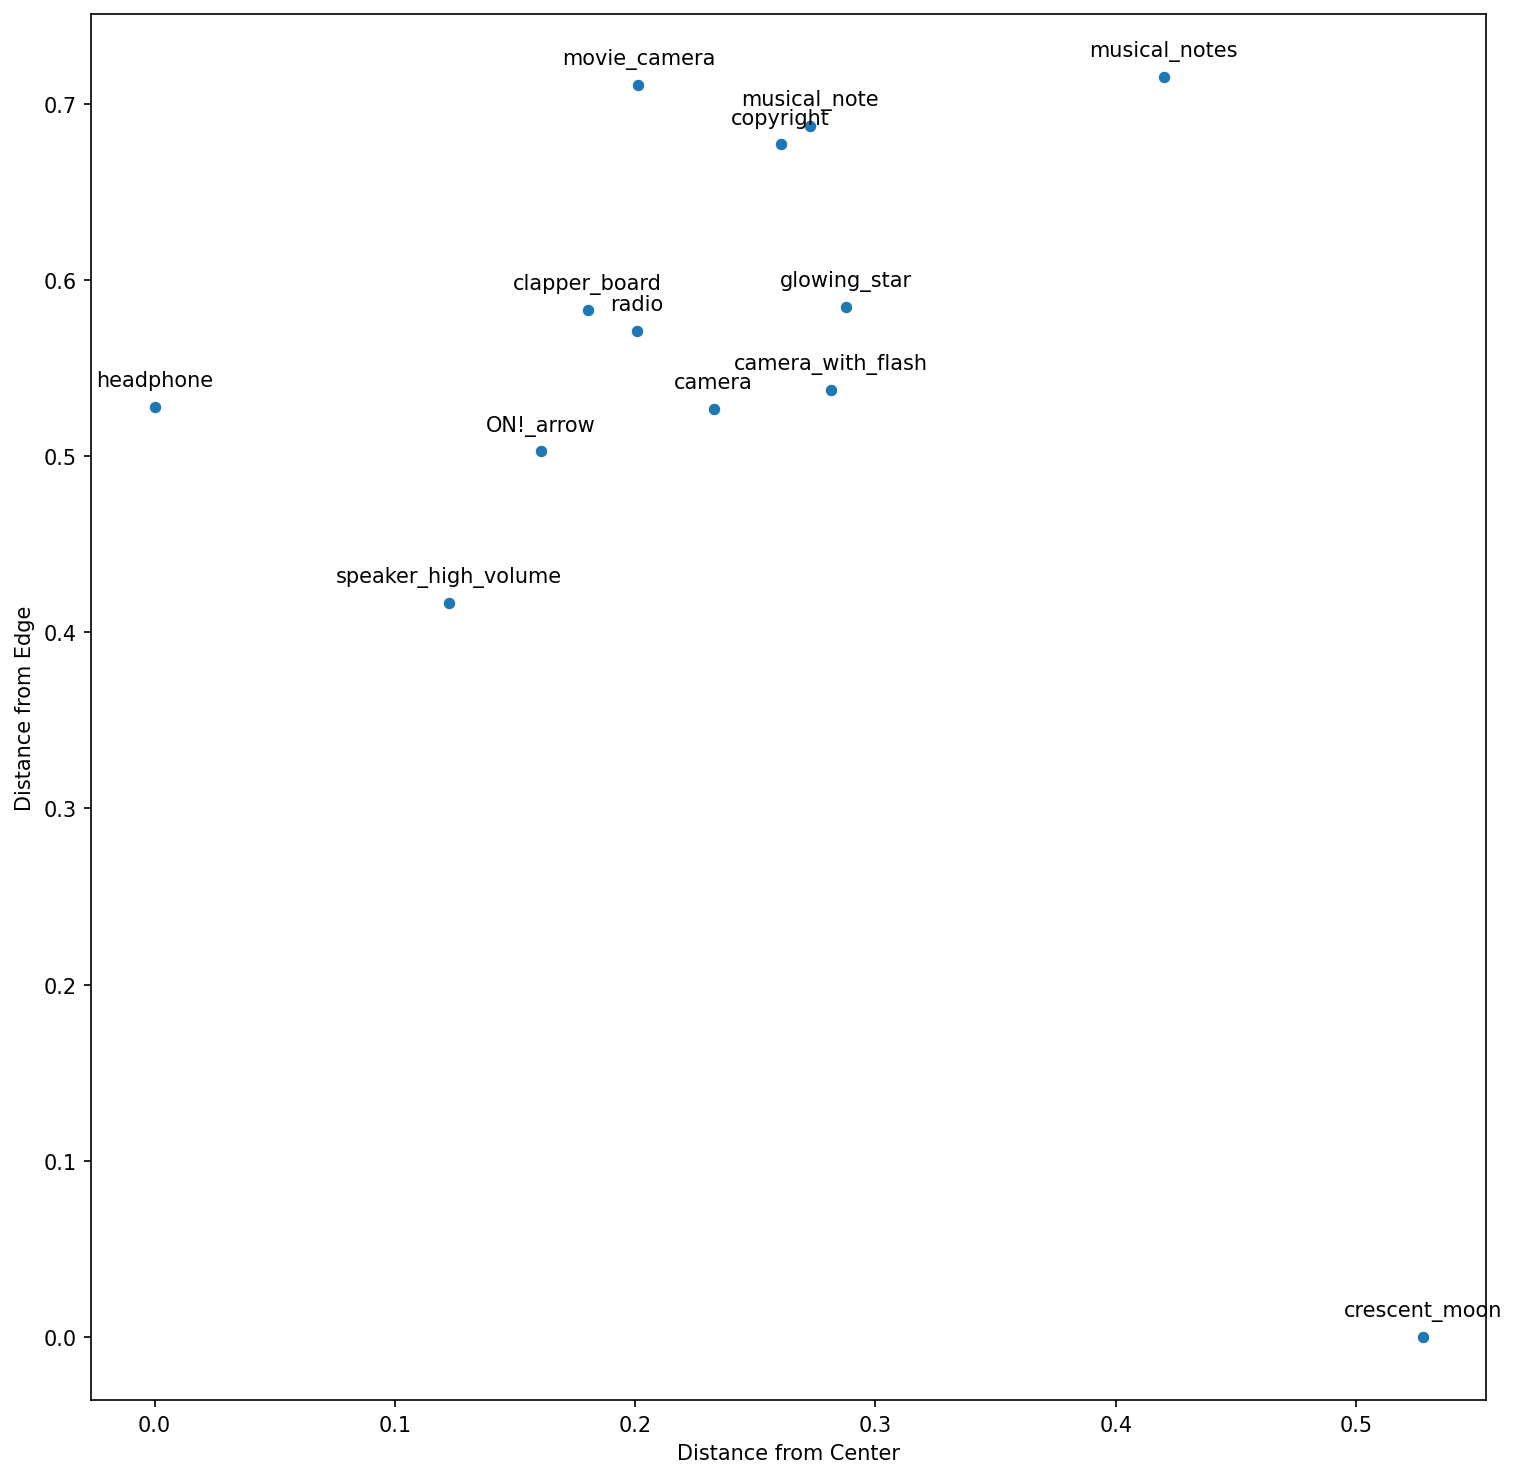 movie_camera
musical_notes
musical_note
copyright
clapper_board
radio
glowing_star
camera_with_flash
camera
headphone
ON!_arrow
speaker_high_volume
crescent_moon
0.7
0.6
0.5
0.4
0.3
0.2
0.1
0.0
Distance from Edge
0.0 0.1 0.2 0.3 0.4 0.5
Distance from Center